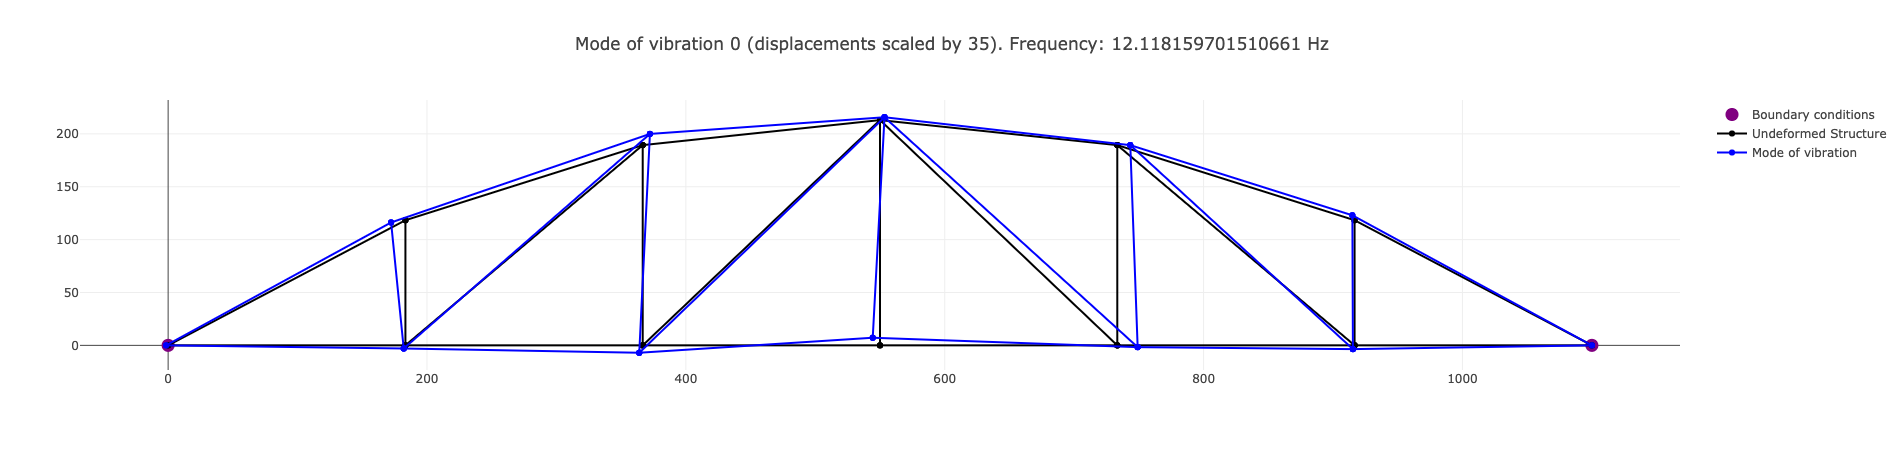 Mode of vibration 0 (displacements scaled by 35). Frequency: 12.118159701510661 Hz
Boundary conditions
Undeformed Structure
Mode of vibration
200
150
100
50
0
0 200 400 600 800 1000